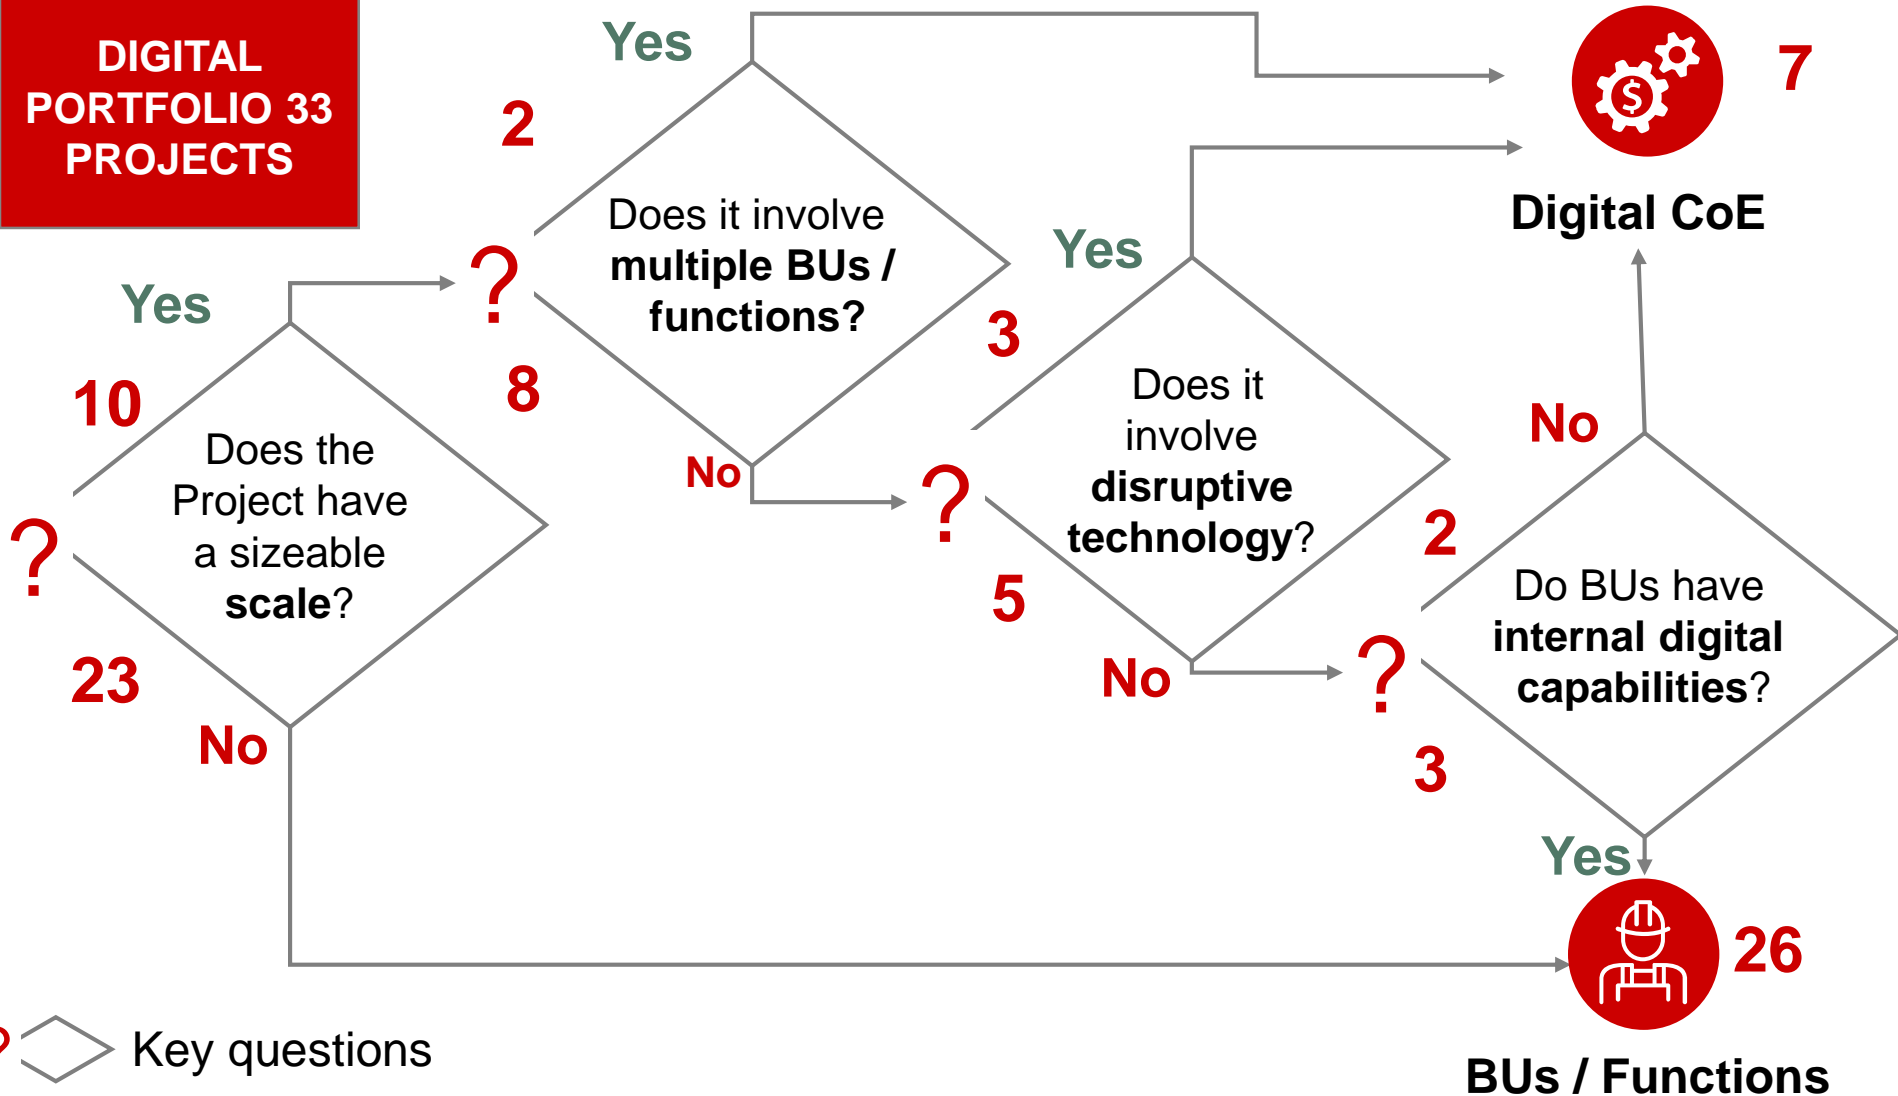 DIGITAL
PORTFOLIO 33
PROJECTS
Yes
10
?
Does the
Project have
a sizeable
scale?
23
No
Yes
2
?
Does it involve
multiple BUs /
functions?
8
No
Yes
3
?
Does it
involve
disruptive
technology?
5
No
No
2
?
Do BUs have
internal digital
capabilities?
3
Yes
$
7
Digital CoE
26
BUs / Functions
? Key questions